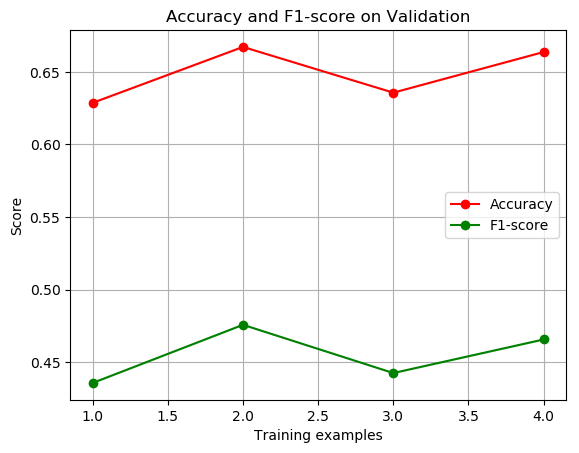 Accuracy and F1-score on Validation
Score
0.65
0.60
0.55
0.50
0.45
Accuracy
F1-score
1.0 1.5 2.0 2.5 3.0 3.5 4.0
Training examples